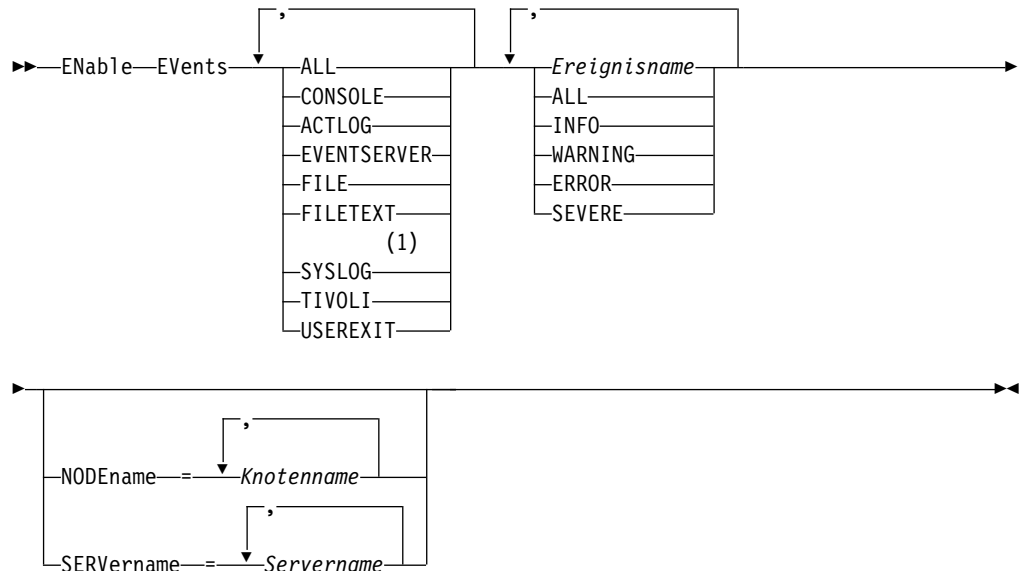 , ,
ENable EVents ALL Ereignisname
CONSOLE ALL
ACTLOG INFO
EVENTSERVER WARNING
FILE ERROR
FILETEXT SEVERE
(1)
SYSLOG
TIVOLI
USEREXIT
,
NODEname = Knotenname
,
SERVername = Servername